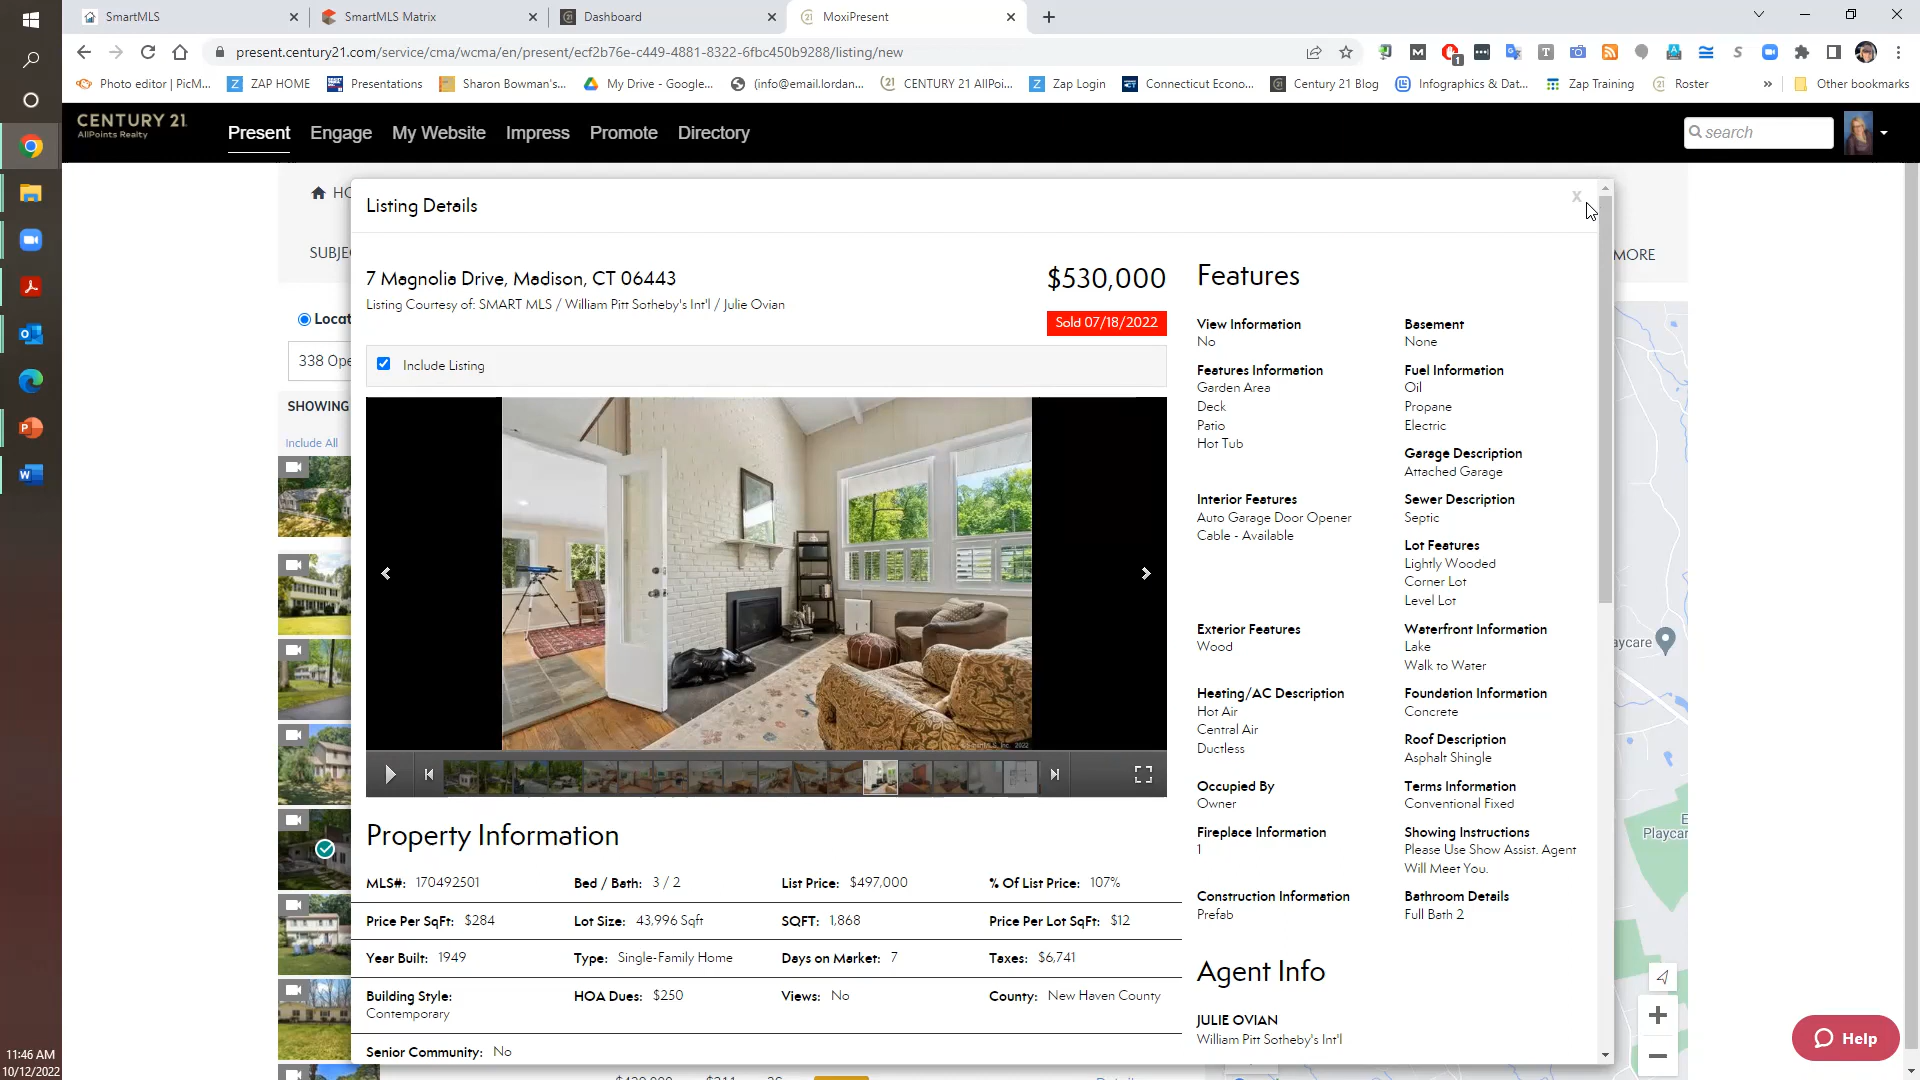 SmartMLS
SmartMLS Matrix
Dashboard
MoxiPresent
present.century21.com/service/cma/wcma/en/present/ecf2b76e-c449-4881-8322-6fbc450b9288/listing/new
Photo editor | PicM...
ZAP HOME
Presentations
Sharon Bowman's...
My Drive - Google...
(info@email.lordan...
CENTURY 21 AllPoi...
Zap Login
Connecticut Econo...
Century 21 Blog
Infographics & Dat...
Zap Training
Roster
»
Other bookmarks
CENTURY 21.
AllPoints Realty
Present
Engage
My Website
Impress
Promote
Directory
search
HO
Listing Details
X
SUBJE
MORE
7 Magnolia Drive, Madison, CT 06443
$530,000
Listing Courtesy of: SMART MLS / William Pitt Sotheby's Int'l / Julie Ovian
Sold 07/18/2022
Locat
338 Ope
Include Listing
SHOWING
Include All
Features
View Information
No
Features Information
Garden Area
Deck
Patio
Hot Tub
Interior Features
Auto Garage Door Opener
Cable - Available
Exterior Features
Wood
Heating/AC Description
Hot Air
Central Air
Ductless
Occupied By
Owner
Fireplace Information
1
Construction Information
Prefab
Basement
None
Fuel Information
Oil
Propane
Electric
Garage Description
Attached Garage
Sewer Description
Septic
Lot Features
Lightly Wooded
Corner Lot
Level Lot
Waterfront Information
Lake
Walk to Water
Foundation Information
Concrete
Roof Description
Asphalt Shingle
Terms Information
Conventional Fixed
Showing Instructions
Please Use Show Assist. Agent
Will Meet You.
Bathroom Details
Full Bath 2
Agent Info
JULIE OVIAN
William Pitt Sotheby's Int'l
Property Information
MLS#: 170492501
Bed / Bath: 3 / 2
List Price: $497,000
% Of List Price: 107%
Price Per SqFt: $284
Lot Size: 43,996 Sqft
SQFT: 1,868
Price Per Lot SqFt: $12
Year Built: 1949
Type: Single-Family Home
Days on Market: 7
Taxes: $6,741
Building Style:
Contemporary
HOA Dues: $250
Views: No
County: New Haven County
Senior Community: No
aycare
Playcar
Help
11:46 AM
10/12/2022